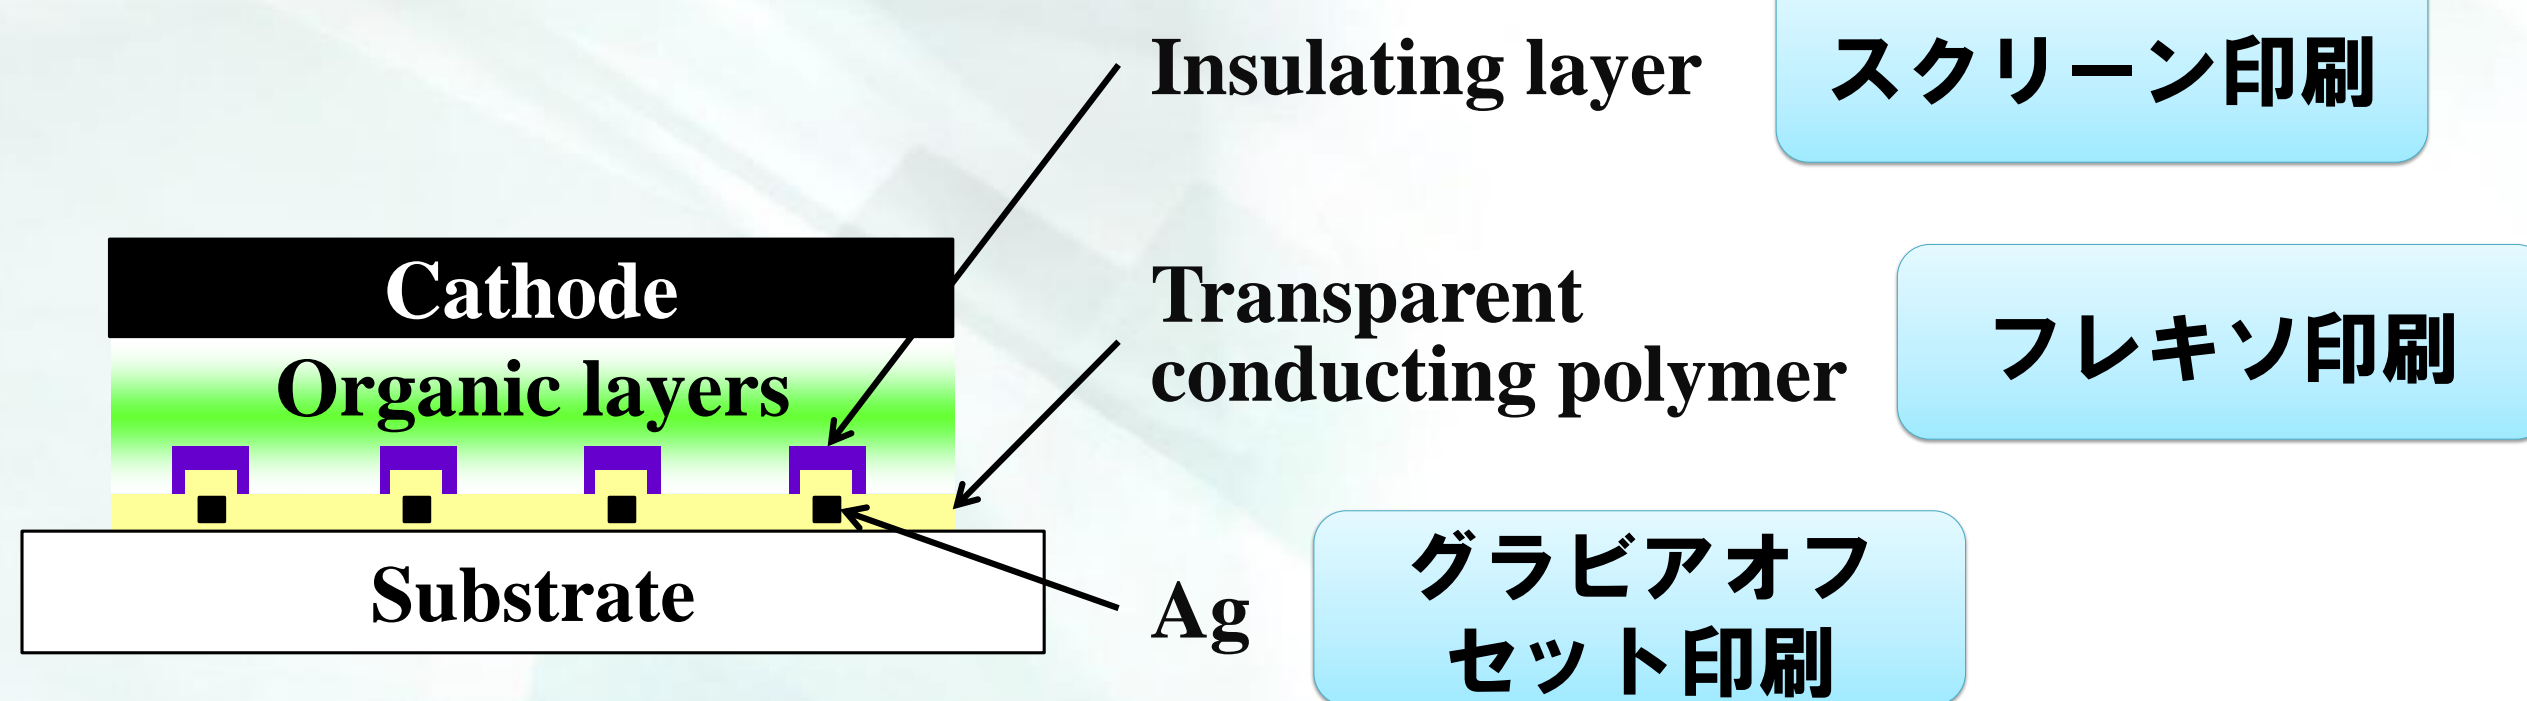 Insulating layer
スクリーン印刷
Cathode
Transparent
conducting polymer
フレキソ印刷
Organic layers
Substrate
Ag
グラビアオフ
セット印刷